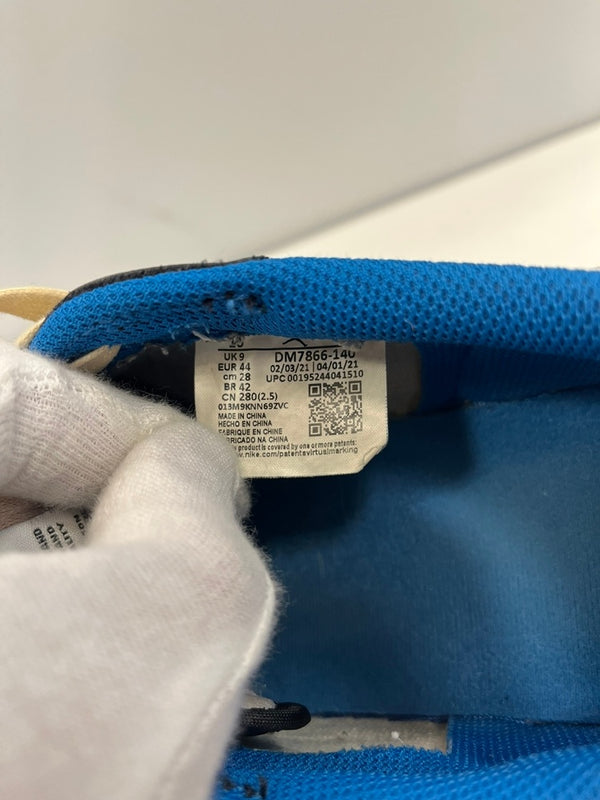 UK 9
DM7866-140
EUR 44
02/03/21 | 04/01/21
cm 28
UPC 00195244041510
BR 42
CN 280(2.5)
013M9KNN69ZVC
MADE IN CHINA
HECHO EN CHINA
FABRIQUE EN CHINE
FABRICADO NA CHINA
product is covered by one or more patents:
www.nike.com/patentsvirtualmarking